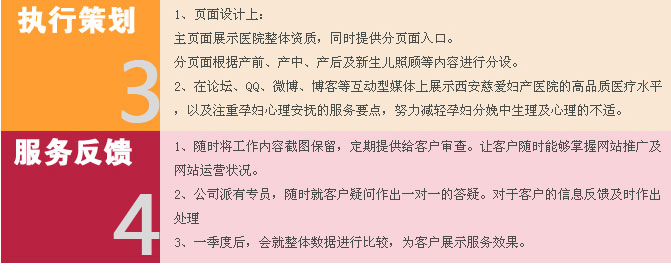 执行策划
3
1、页面设计上：
主页面展示医院整体资质，同时提供分页面入口。
分页面根据产前、产中、产后及新生儿照顾等内容进行分设。
2、在论坛、QQ、微博、博客等互动型媒体上展示西安慈爱妇产医院的高品质医疗水平
，以及注重孕妇心理安抚的服务要点，努力减轻孕妇分娩中生理及心理的不适。
服务反馈
4
1、随时将工作内容截图保留，定期提供给客户审查。让客户随时能够掌握网站推广及
网站运营状况。
2、公司派有专员，随时就客户疑问作出一对一的答疑。对于客户的信息反馈及时作出
处理
3、一季度后，会就整体数据进行比较，为客户展示服务效果。